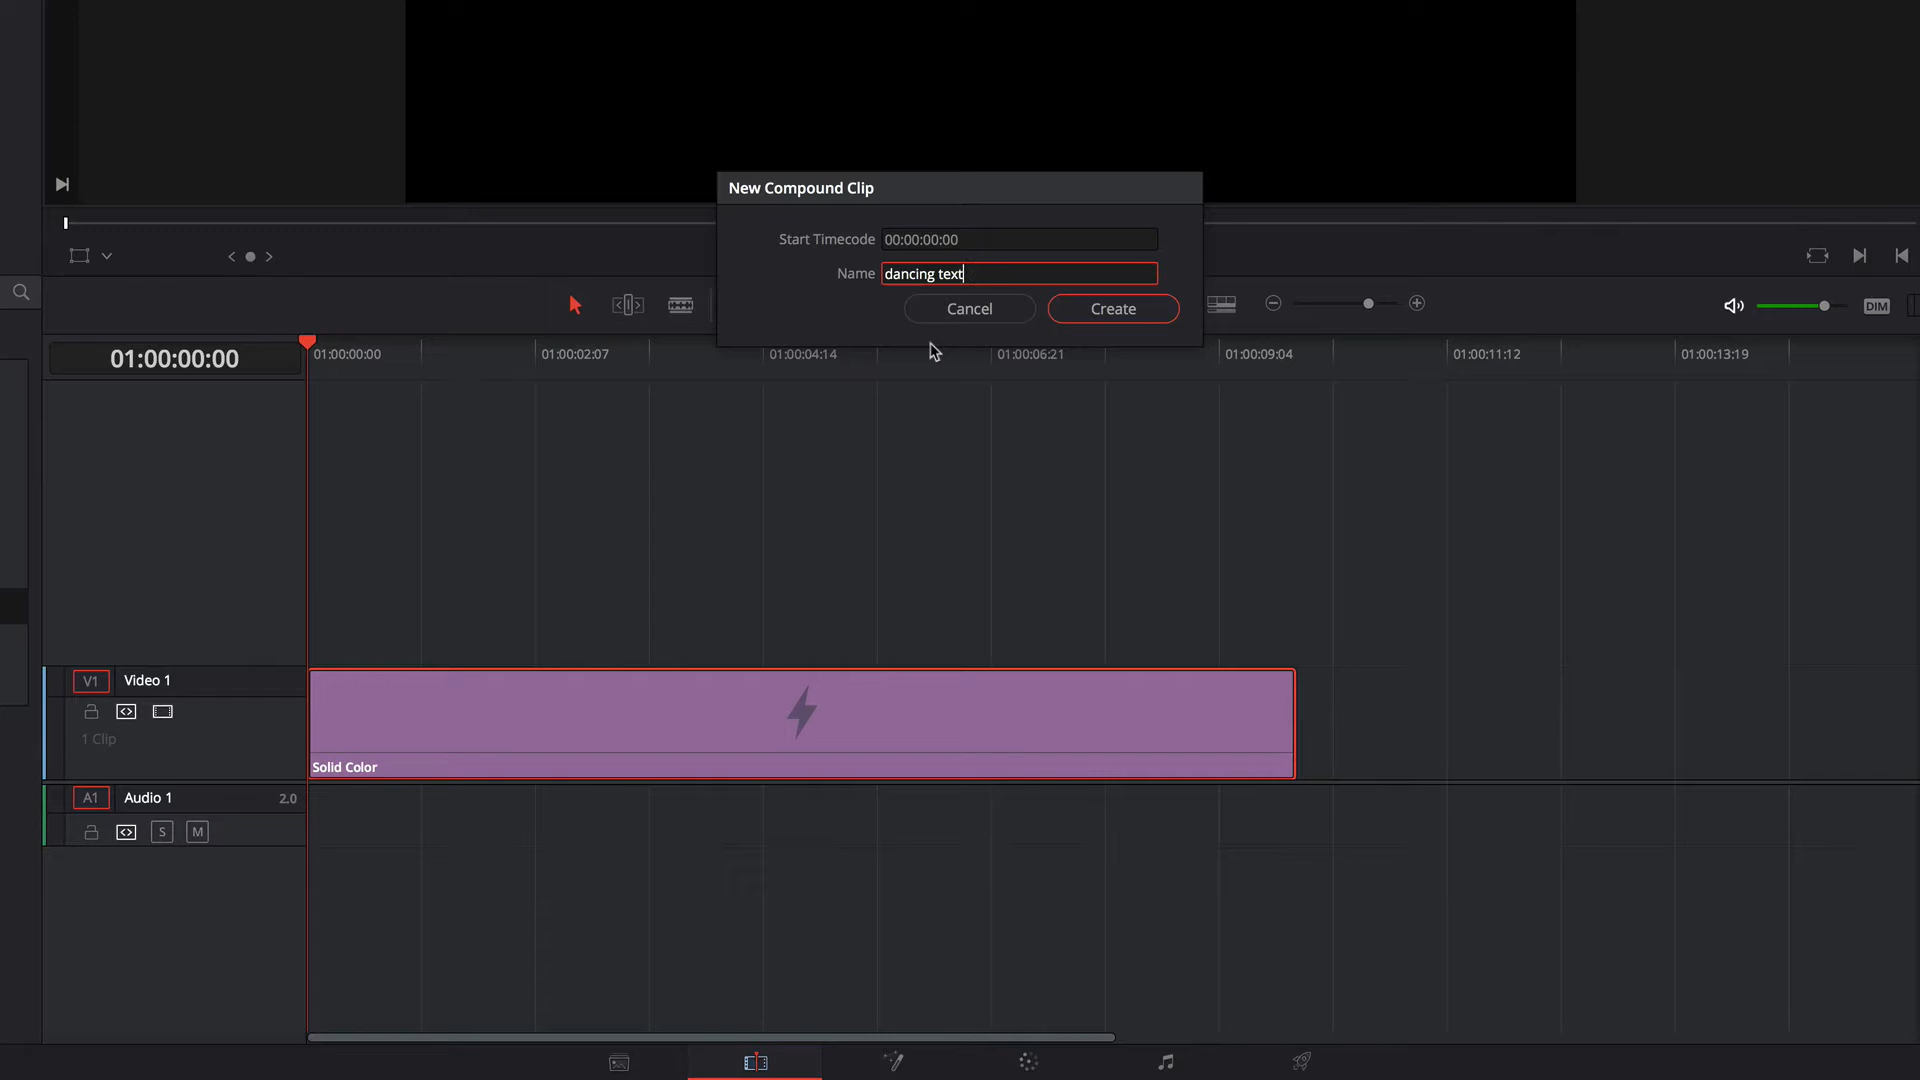 New Compound Clip
Start Timecode 00:00:00:00
Name dancing text
Cancel Create
DIM
01:00:00:00
01:00:00:00 01:00:02:07 01:00:04:14 01:00:06:21 01:00:09:04 01:00:11:12 01:00:13:19
V1 Video 1
1 Clip
Solid Color
A1 Audio 1 2.0
S M